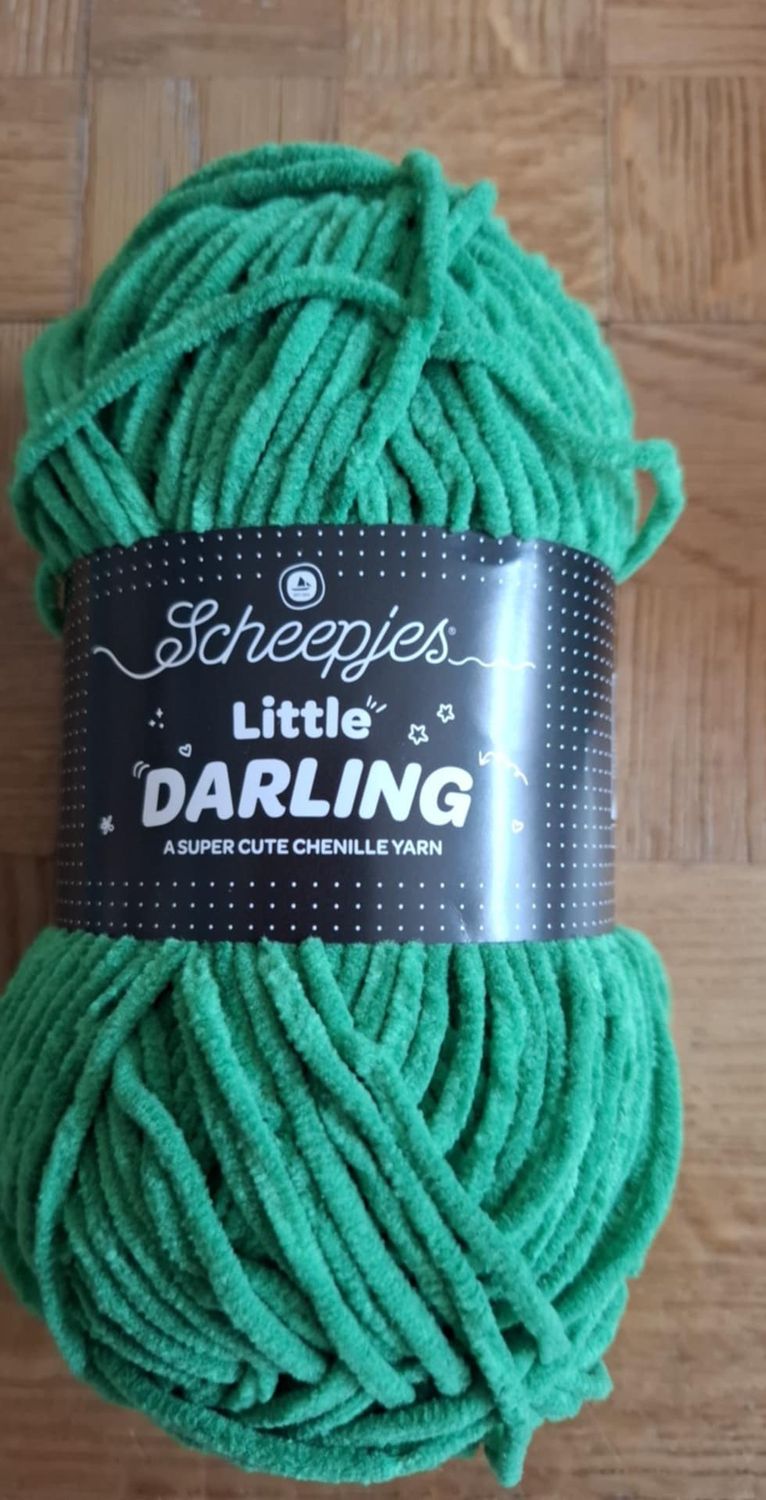 Scheepjes®
Little
DARLING
A SUPER CUTE CHENILLE YARN